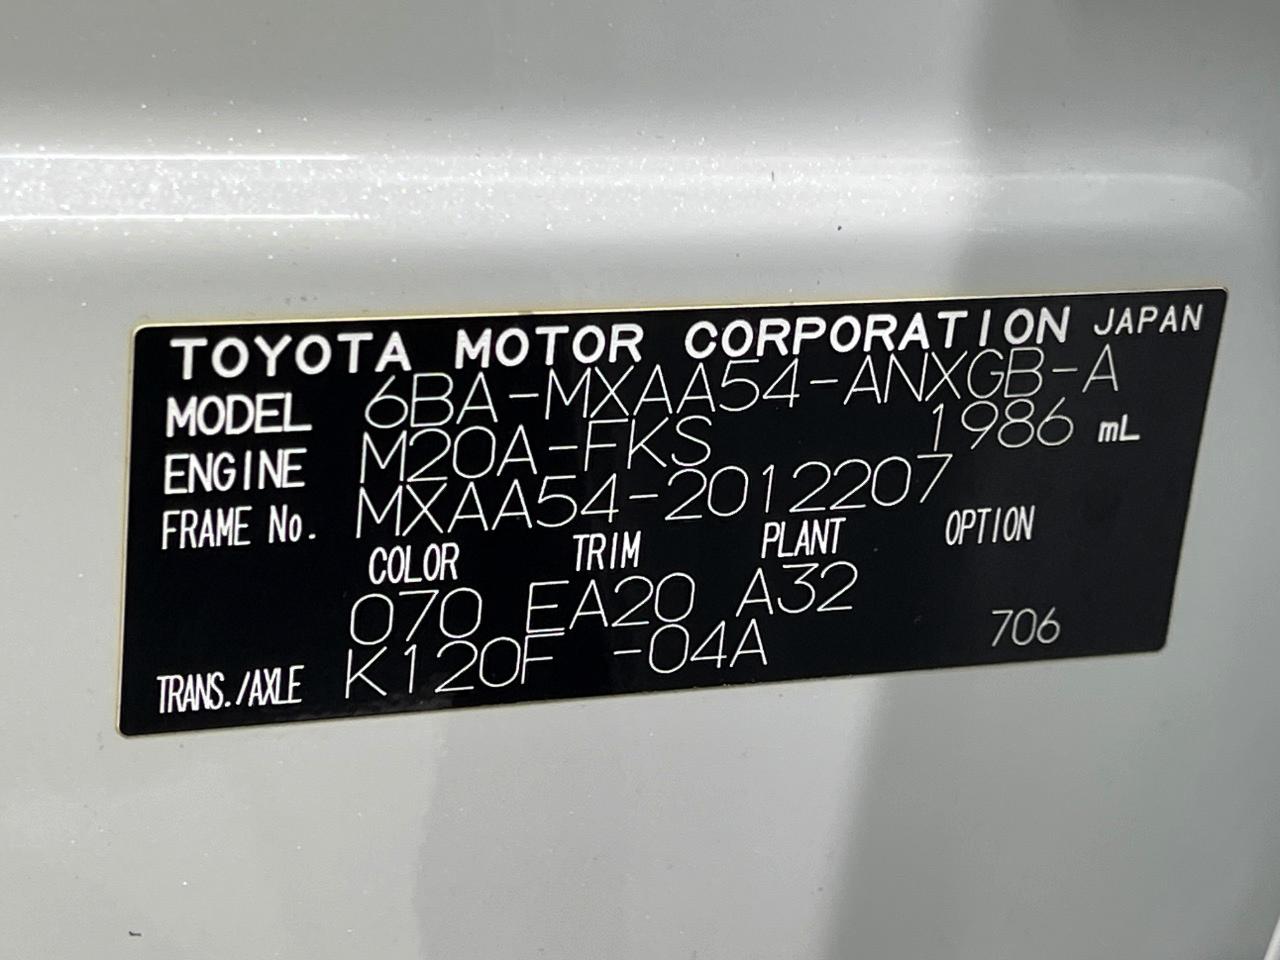 TOYOTA MOTOR CORPORATION JAPAN
MODEL 6BA-MXAA54-ANXGB-A
ENGINE M20A-FKS 1986 mL
FRAME No. MXAA54-2012207
COLOR TRIM PLANT OPTION
070 EA20 A32
TRANS./AXLE K120F -04A 706